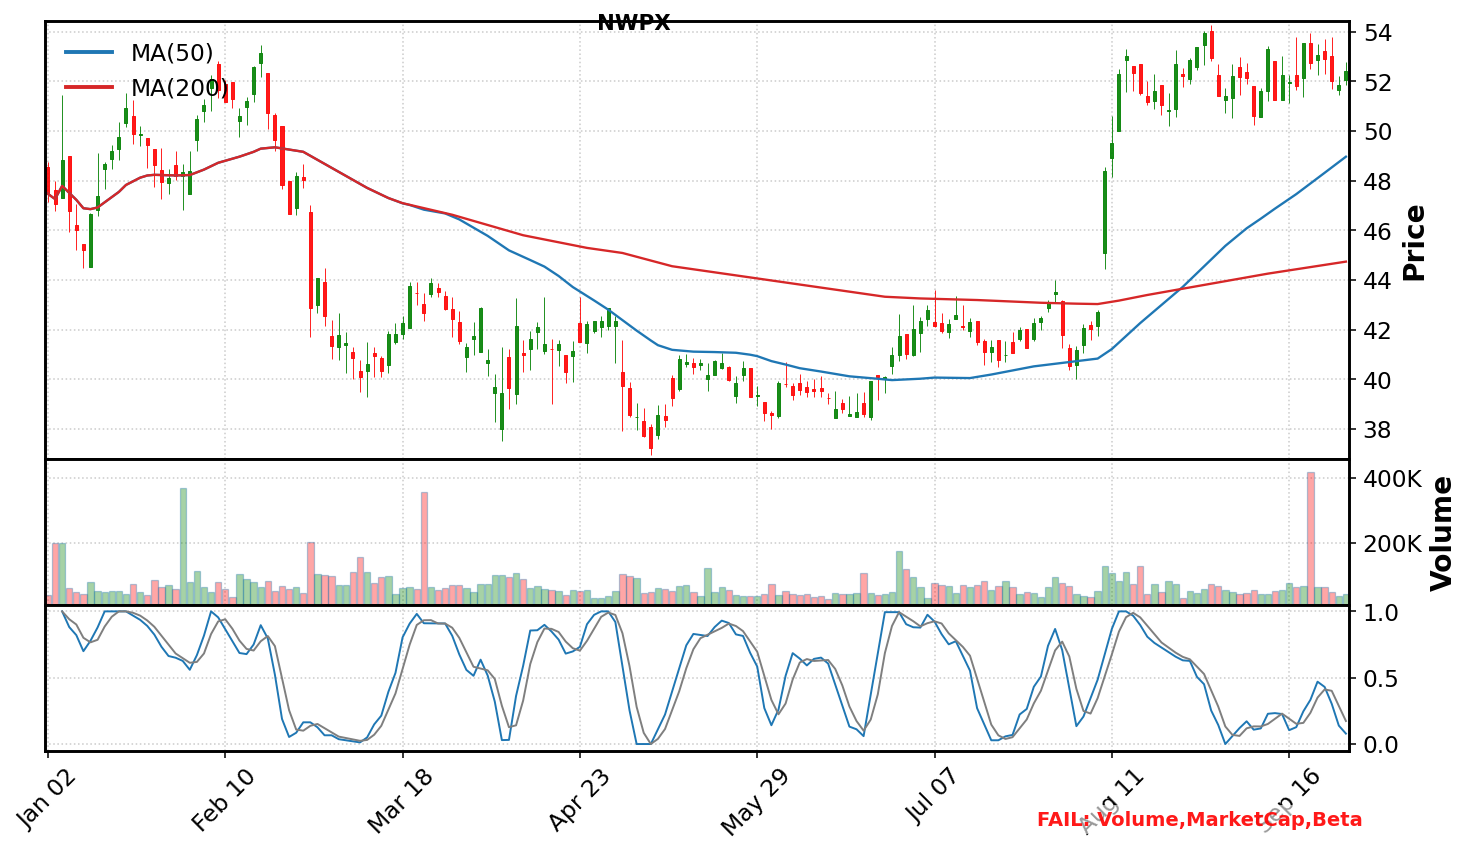 NWPX
MA(50)
MA(200)
54
52
50
48
46
44
42
40
38
Price
400K
200K
Volume
1.0
0.5
0.0
Jan 02
Feb 10
Mar 18
Apr 23
May 29
Jul 07
Aug 11
Sep 16
FAIL: Volume,MarketCap,Beta